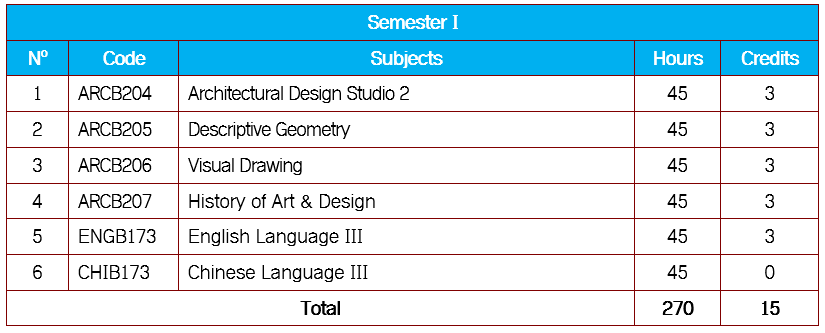 Semester I
Nº Code Subjects Hours Credits
1 ARCB204 Architectural Design Studio 2 45 3
2 ARCB205 Descriptive Geometry 45 3
3 ARCB206 Visual Drawing 45 3
4 ARCB207 History of Art & Design 45 3
5 ENGB173 English Language III 45 3
6 CHIB173 Chinese Language III 45 0
Total 270 15